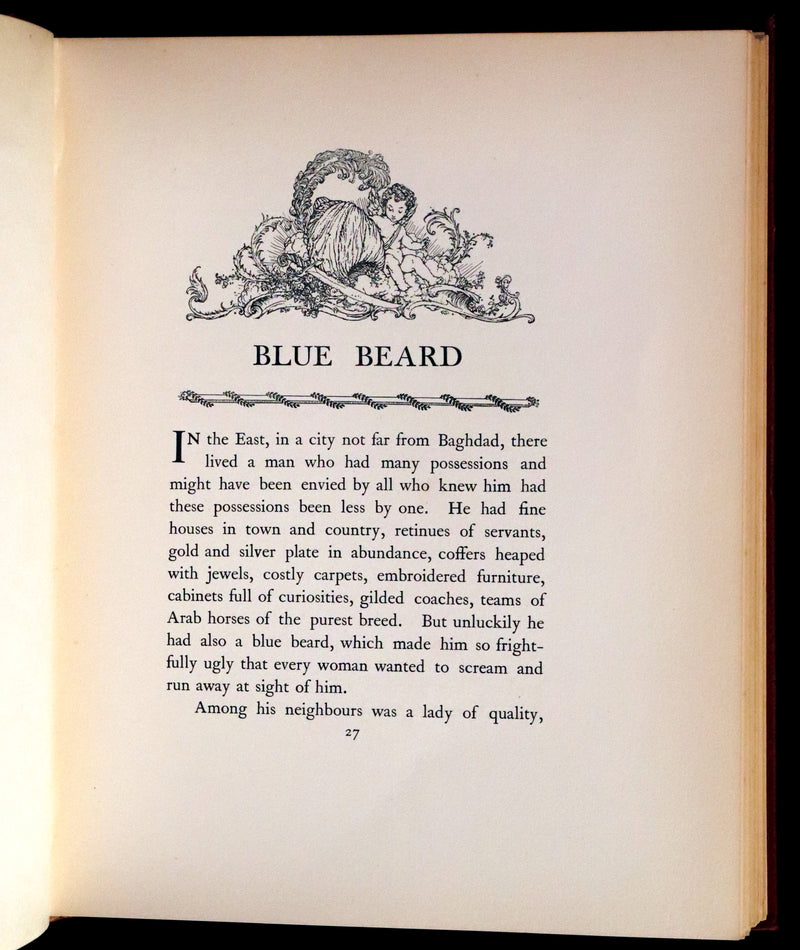 BLUE BEARD
IN the East, in a city not far from Baghdad, there
lived a man who had many possessions and
might have been envied by all who knew him had
these possessions been less by one. He had fine
houses in town and country, retinues of servants,
gold and silver plate in abundance, coffers heaped
with jewels, costly carpets, embroidered furniture,
cabinets full of curiosities, gilded coaches, teams of
Arab horses of the purest breed. But unluckily he
had also a blue beard, which made him so fright-
fully ugly that every woman wanted to scream and
run away at sight of him.
Among his neighbours was a lady of quality,
27